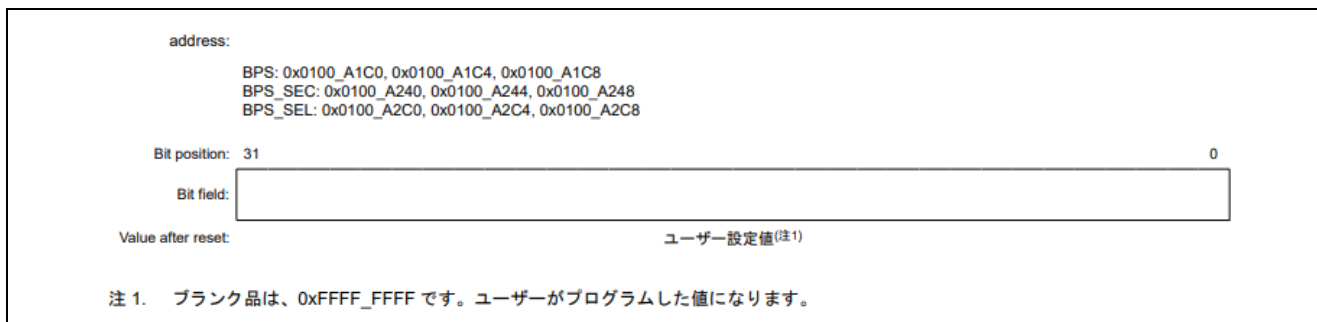 address:
BPS: 0x0100_A1C0, 0x0100_A1C4, 0x0100_A1C8
BPS_SEC: 0x0100_A240, 0x0100_A244, 0x0100_A248
BPS_SEL: 0x0100_A2C0, 0x0100_A2C4, 0x0100_A2C8
Bit position: 31 0
Bit field:
Value after reset: ユーザー設定値(注1)
注 1. ブランク品は、0xFFFF_FFFF です。ユーザーがプログラムした値になります。